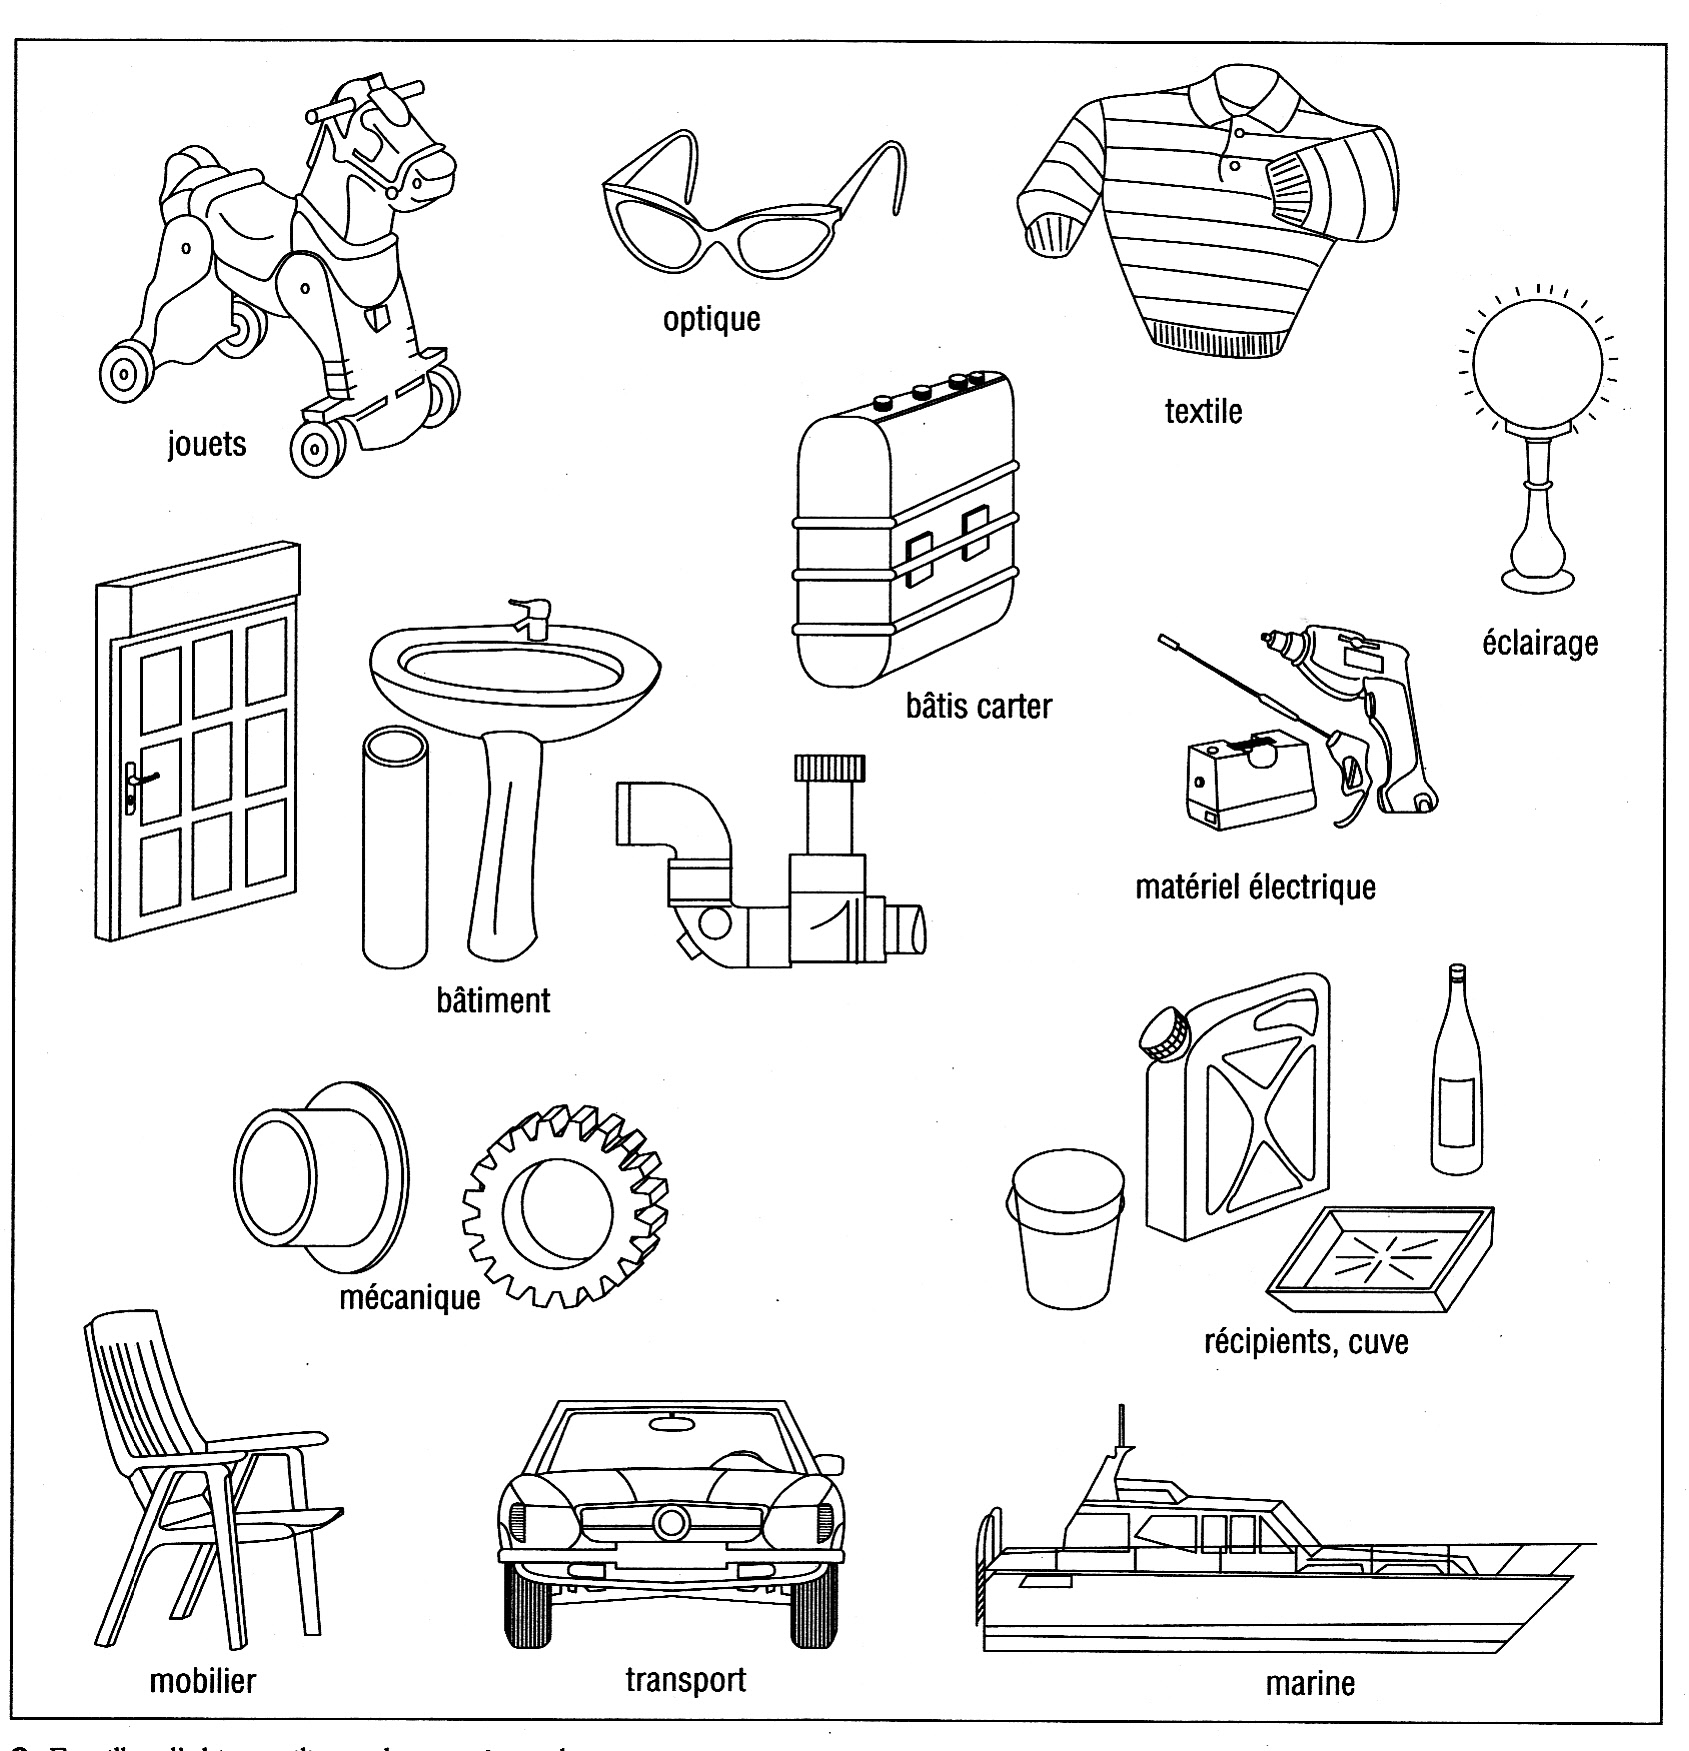 optique
textile
jouets
éclairage
bâtis carter
matériel électrique
bâtiment
mécanique
récipients, cuve
mobilier
transport
marine